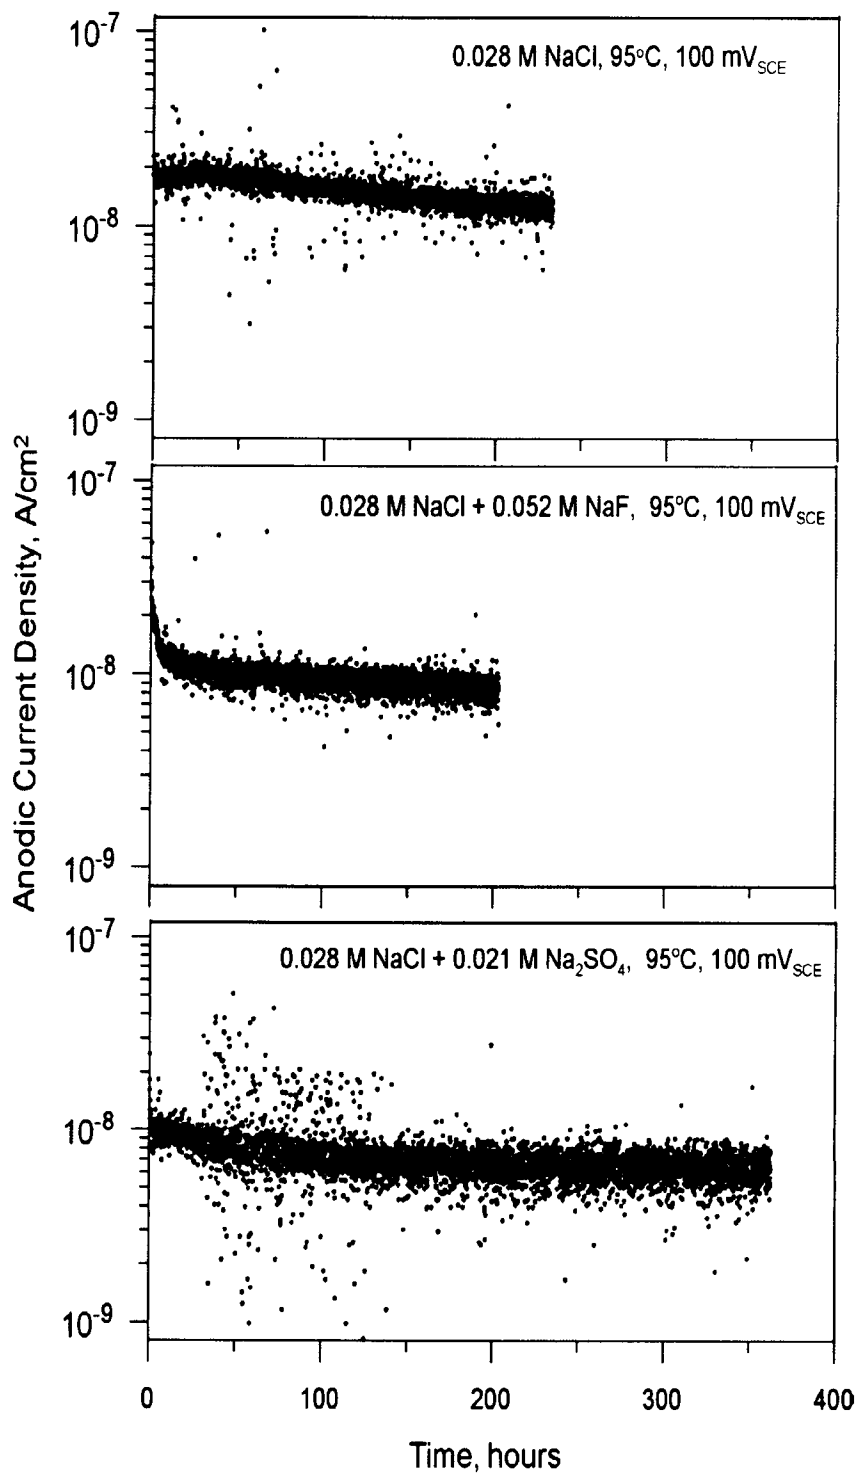 Anodic Current Density, A/cm²
10⁻⁷
0.028 M NaCl, 95°C, 100 mV_SCE
10⁻⁸
10⁻⁹
10⁻⁷
0.028 M NaCl + 0.052 M NaF, 95°C, 100 mV_SCE
10⁻⁸
10⁻⁹
10⁻⁷
0.028 M NaCl + 0.021 M Na₂SO₄, 95°C, 100 mV_SCE
10⁻⁸
10⁻⁹
0 100 200 300 400
Time, hours